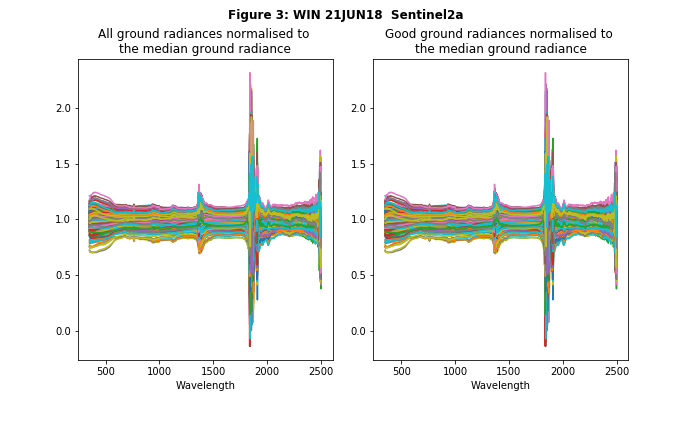 Figure 3: WIN 21JUN18  Sentinel2a
All ground radiances normalised to
the median ground radiance
Good ground radiances normalised to
the median ground radiance
2.0
1.5
1.0
0.5
0.0
500 1000 1500 2000 2500
Wavelength
2.0
1.5
1.0
0.5
0.0
500 1000 1500 2000 2500
Wavelength